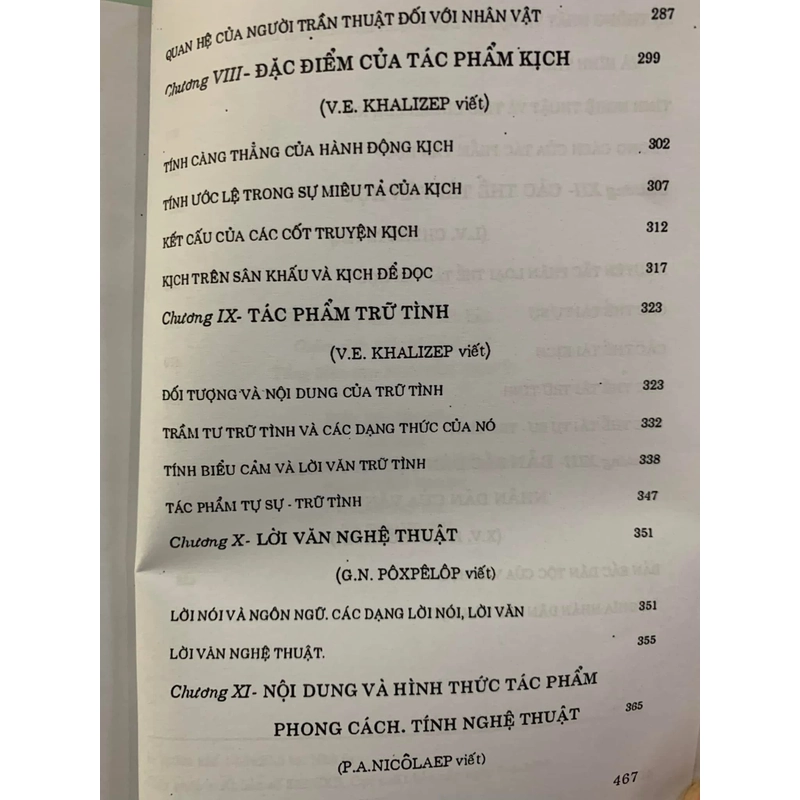 QUAN HỆ CỦA NGƯỜI TRẦN THUẬT ĐỐI VỚI NHÂN VẬT 287
Chương VIII- ĐẶC ĐIỂM CỦA TÁC PHẨM KỊCH 299
(V.E. KHALIZEP viết)
TÍNH CĂNG THẲNG CỦA HÀNH ĐỘNG KỊCH 302
TÍNH ƯỚC LỆ TRONG SỰ MIÊU TẢ CỦA KỊCH 307
KẾT CẤU CỦA CÁC CỐT TRUYỆN KỊCH 312
KỊCH TRÊN SÂN KHẤU VÀ KỊCH ĐỂ ĐỌC 317
Chương IX- TÁC PHẨM TRỮ TÌNH 323
(V.E. KHALIZEP viết)
ĐỐI TƯỢNG VÀ NỘI DUNG CỦA TRỮ TÌNH 323
TRẦM TƯ TRỮ TÌNH VÀ CÁC DẠNG THỨC CỦA NÓ 332
TÍNH BIỂU CẢM VÀ LỜI VĂN TRỮ TÌNH 338
TÁC PHẨM TỰ SỰ - TRỮ TÌNH 347
Chương X- LỜI VĂN NGHỆ THUẬT 351
(G.N. PÔXPÊLÔP viết)
LỜI NÓI VÀ NGÔN NGỮ. CÁC DẠNG LỜI NÓI, LỜI VĂN 351
LỜI VĂN NGHỆ THUẬT. 355
Chương XI- NỘI DUNG VÀ HÌNH THỨC TÁC PHẨM
PHONG CÁCH. TÍNH NGHỆ THUẬT 365
(P.A.NICÔLAEP viết)
467